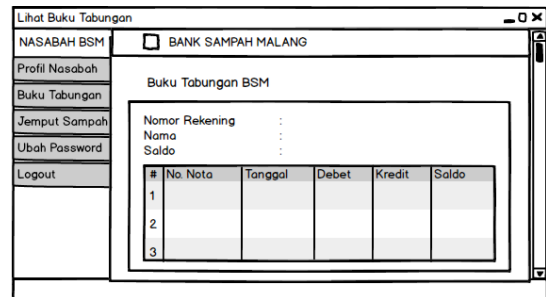 Lihat Buku Tabungan
NASABAH BSM
BANK SAMPAH MALANG
Profil Nasabah
Buku Tabungan
Jemput Sampah
Ubah Password
Logout
Buku Tabungan BSM
Nomor Rekening :
Nama :
Saldo :
# No. Nota Tanggal Debet Kredit Saldo
1
2
3